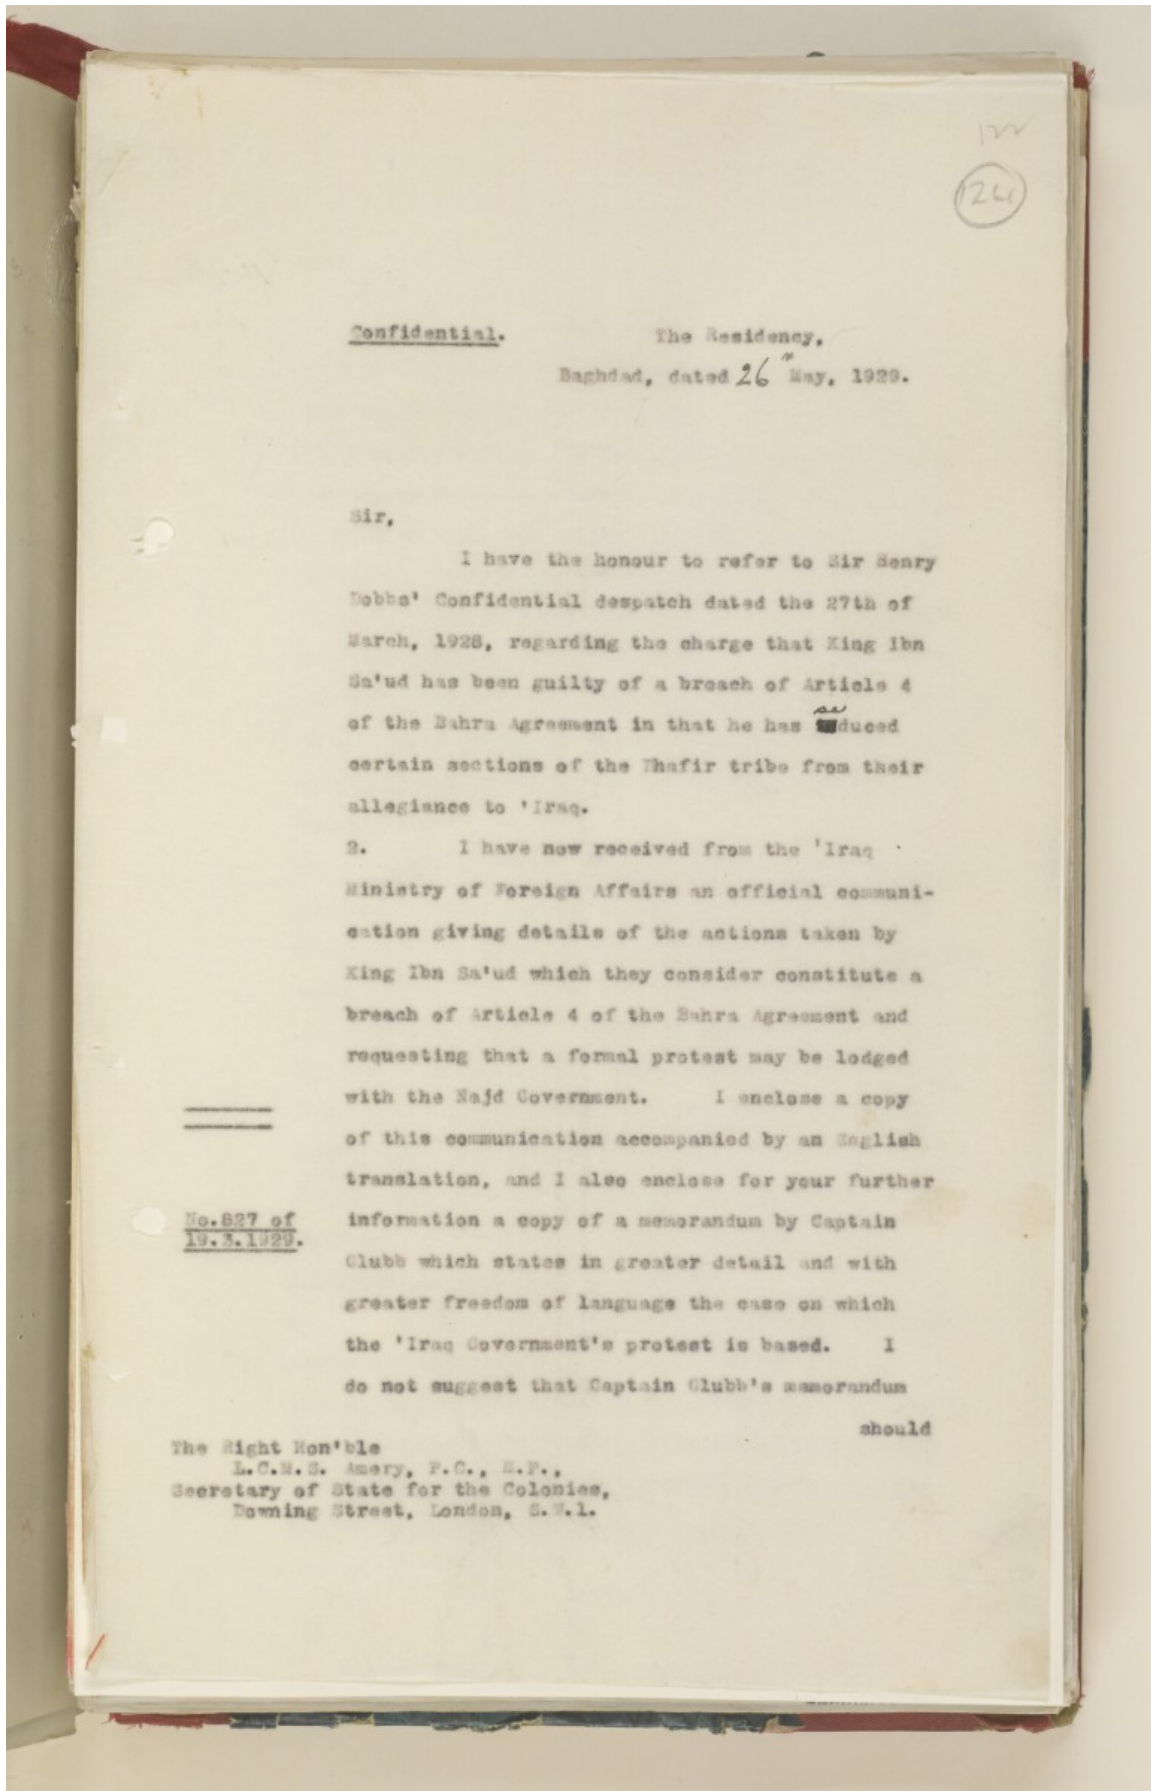 122
124
Confidential.
The Residency,
Baghdad, dated 26th May, 1929.
Sir,
I have the honour to refer to Sir Henry
Dobbs' Confidential despatch dated the 27th of
March, 1928, regarding the charge that King Ibn
Sa'ud has been guilty of a breach of Article 4
of the Bahra Agreement in that he has seduced
certain sections of the Dhafir tribe from their
allegiance to 'Iraq.
2. I have now received from the 'Iraq
Ministry of Foreign Affairs an official communi-
cation giving details of the actions taken by
King Ibn Sa'ud which they consider constitute a
breach of Article 4 of the Bahra Agreement and
requesting that a formal protest may be lodged
with the Najd Government. I enclose a copy
of this communication accompanied by an English
translation, and I also enclose for your further
No.827 of
19.3.1929.
information a copy of a memorandum by Captain
Glubb which states in greater detail and with
greater freedom of language the case on which
the 'Iraq Government's protest is based. I
do not suggest that Captain Glubb's memorandum
should
The Right Hon'ble
L.C.M.S. Amery, P.C., M.P.,
Secretary of State for the Colonies,
Downing Street, London, S.W.1.